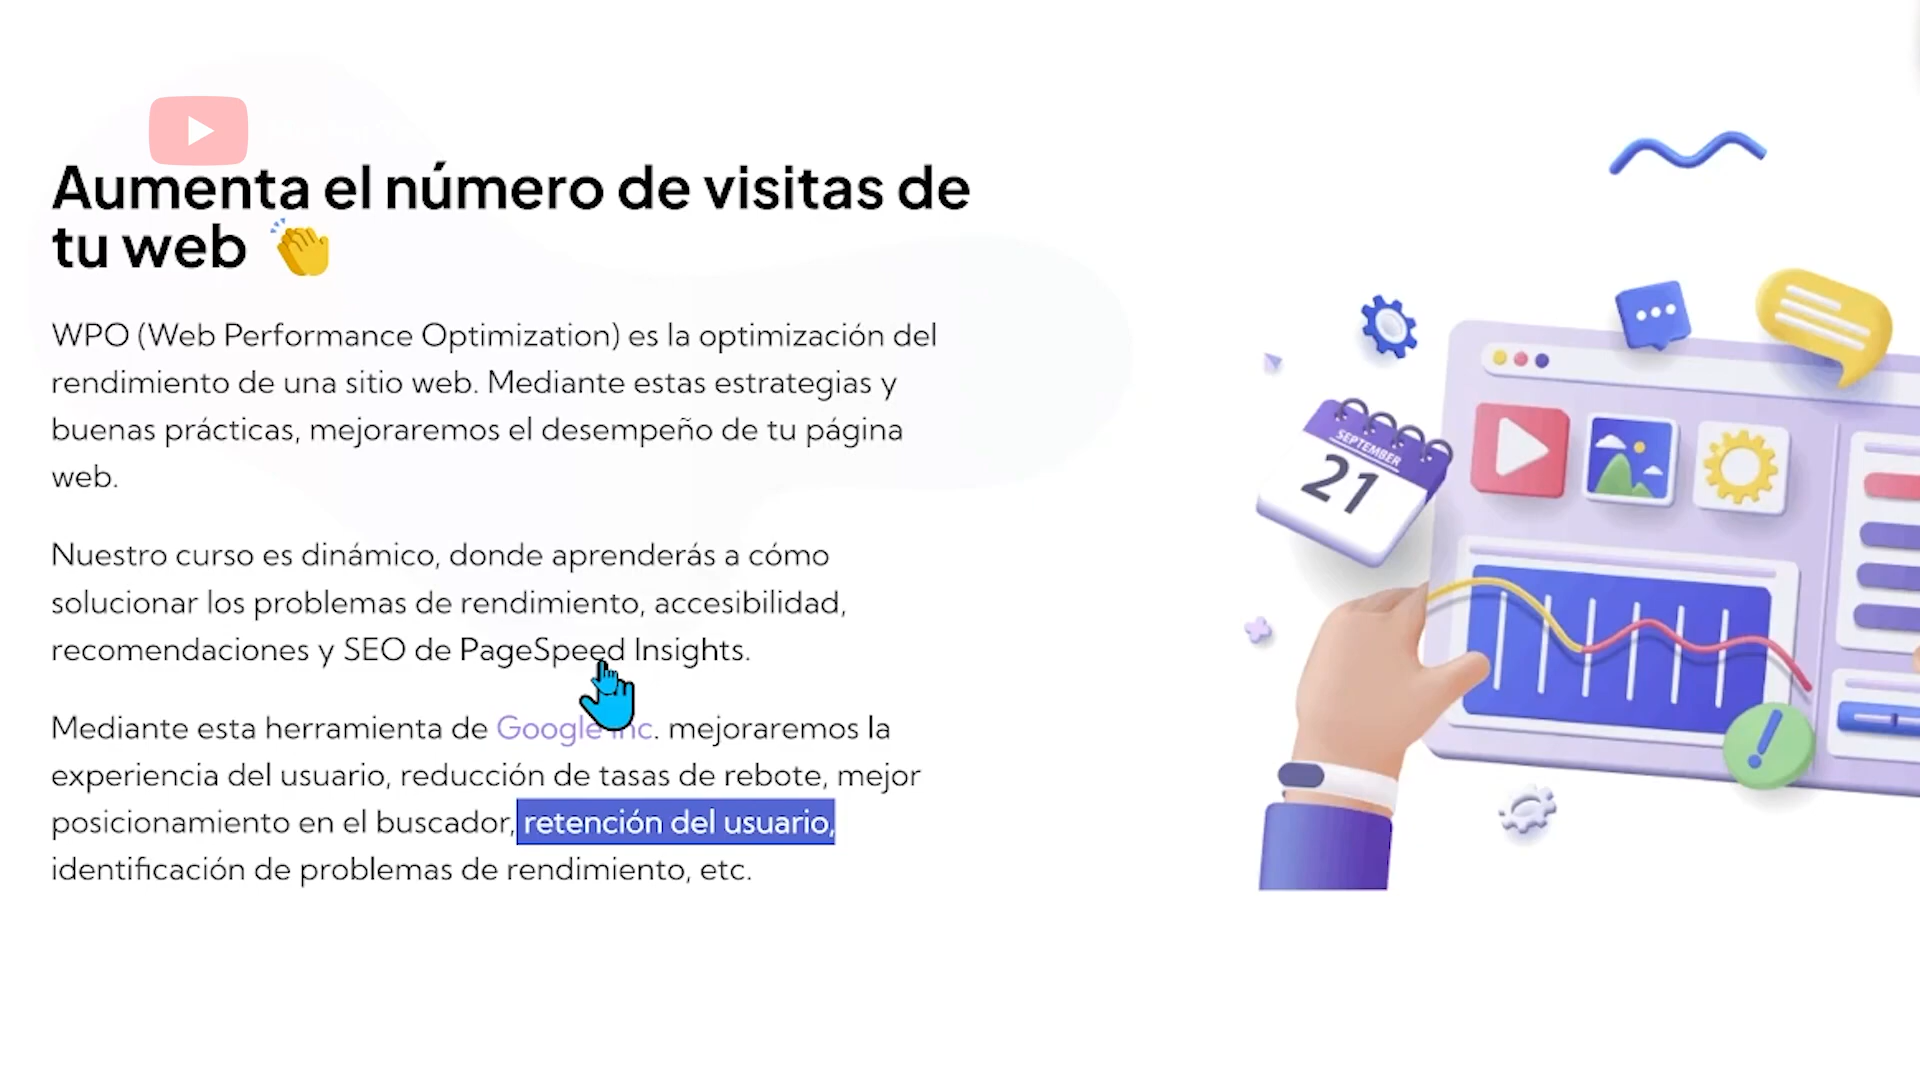 Aumenta el número de visitas de
tu web 👏
WPO (Web Performance Optimization) es la optimización del
rendimiento de una sitio web. Mediante estas estrategias y
buenas prácticas, mejoraremos el desempeño de tu página
web.
Nuestro curso es dinámico, donde aprenderás a cómo
solucionar los problemas de rendimiento, accesibilidad,
recomendaciones y SEO de PageSpeed Insights.
Mediante esta herramienta de Google Inc. mejoraremos la
experiencia del usuario, reducción de tasas de rebote, mejor
posicionamiento en el buscador, retención del usuario,
identificación de problemas de rendimiento, etc.
SEPTEMBER
21